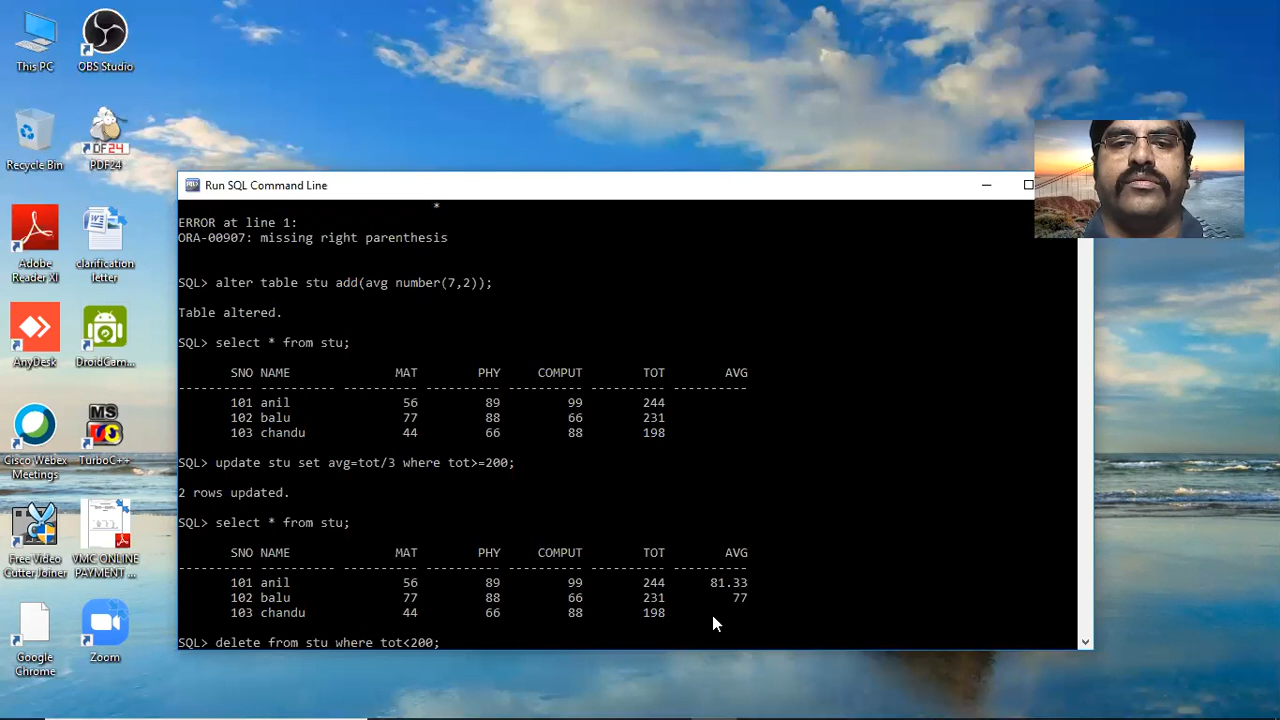 This PC
OBS Studio
Recycle Bin
PDF24
Adobe
Reader XI
clarification
letter
AnyDesk
DroidCam...
Cisco Webex
Meetings
TurboC++
Free Video
Cutter Joiner
VMC ONLINE
PAYMENT ...
Google
Chrome
Zoom
Run SQL Command Line
*
ERROR at line 1:
ORA-00907: missing right parenthesis
SQL> alter table stu add(avg number(7,2));
Table altered.
SQL> select * from stu;
SNO NAME MAT PHY COMPUT TOT AVG
---------- ---------- ---------- ---------- ---------- ---------- ----------
101 anil 56 89 99 244
102 balu 77 88 66 231
103 chandu 44 66 88 198
SQL> update stu set avg=tot/3 where tot>=200;
2 rows updated.
SQL> select * from stu;
SNO NAME MAT PHY COMPUT TOT AVG
---------- ---------- ---------- ---------- ---------- ---------- ----------
101 anil 56 89 99 244 81.33
102 balu 77 88 66 231 77
103 chandu 44 66 88 198
SQL> delete from stu where tot<200;